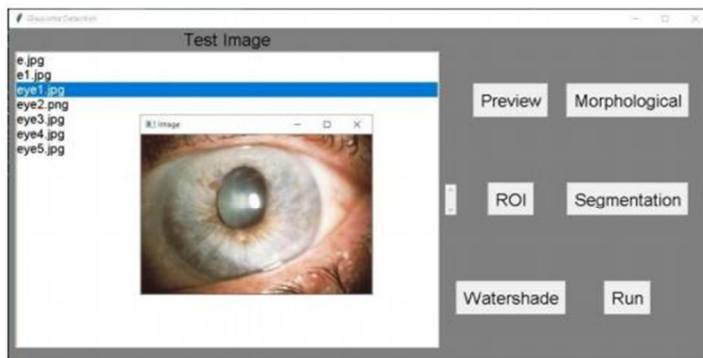 Glaucoma Detection
Test Image
e.jpg
e1.jpg
eye1.jpg
eye2.png
eye3.jpg
eye4.jpg
eye5.jpg
Image
Preview
Morphological
ROI
Segmentation
Watershade
Run